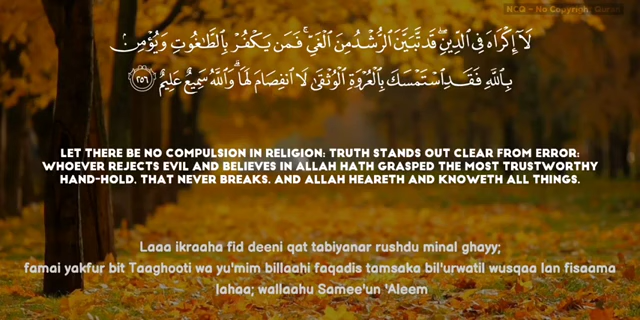 NCQ - No Copyright Quran
لَآ إِكْرَاهَ فِى ٱلدِّينِ ۖ قَد تَّبَيَّنَ ٱلرُّشْدُ مِنَ ٱلْغَىِّ ۚ فَمَن يَكْفُرْ بِٱلطَّـٰغُوتِ وَيُؤْمِنۢ
بِٱللَّهِ فَقَدِ ٱسْتَمْسَكَ بِٱلْعُرْوَةِ ٱلْوُثْقَىٰ لَا ٱنفِصَامَ لَهَا ۗ وَٱللَّهُ سَمِيعٌ عَلِيمٌ ٢٥٦
LET THERE BE NO COMPULSION IN RELIGION: TRUTH STANDS OUT CLEAR FROM ERROR:
WHOEVER REJECTS EVIL AND BELIEVES IN ALLAH HATH GRASPED THE MOST TRUSTWORTHY
HAND-HOLD, THAT NEVER BREAKS. AND ALLAH HEARETH AND KNOWETH ALL THINGS.
Laaa ikraaha fid deeni qat tabiyanar rushdu minal ghayy;
famai yakfur bit Taaghooti wa yu'mim billaahi faqadis tamsaka bil'urwatil wusqaa lan fisaama
lahaa; wallaahu Samee'un 'Aleem